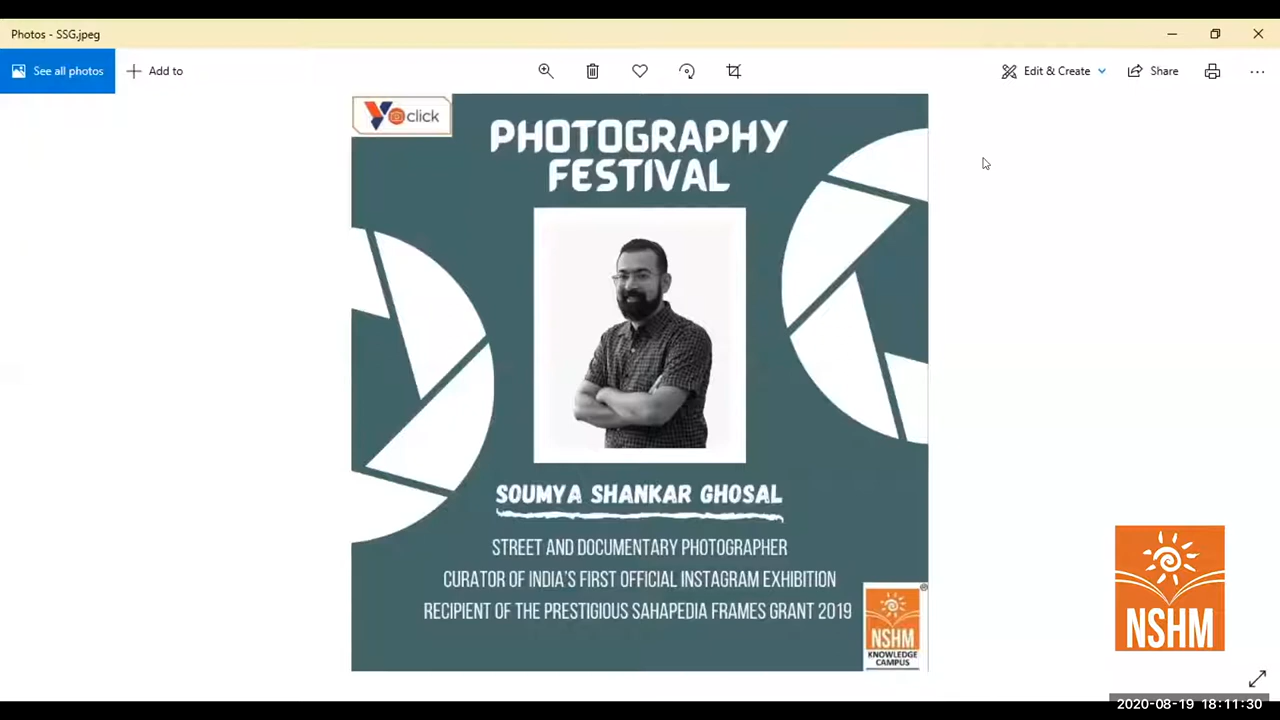 Photos - SSG.jpeg
See all photos
Add to
Edit & Create
Share
Yoclick
PHOTOGRAPHY
FESTIVAL
SOUMYA SHANKAR GHOSAL
STREET AND DOCUMENTARY PHOTOGRAPHER
CURATOR OF INDIA'S FIRST OFFICIAL INSTAGRAM EXHIBITION
RECIPIENT OF THE PRESTIGIOUS SAHAPEDIA FRAMES GRANT 2019
NSHM
KNOWLEDGE
CAMPUS
NSHM
2020-08-19 18:11:30